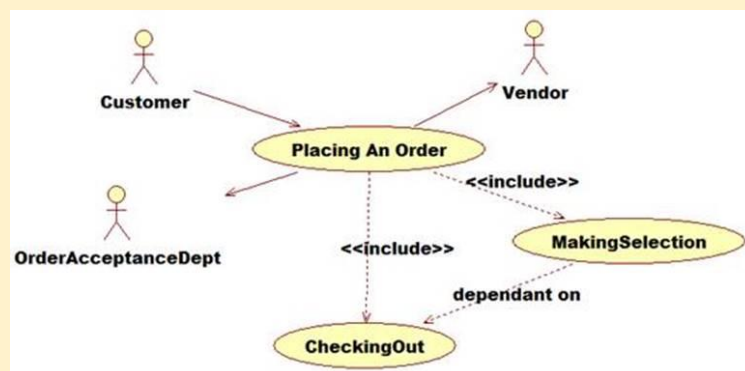 Customer
Vendor
Placing An Order
<<include>>
OrderAcceptanceDept
<<include>>
MakingSelection
dependant on
CheckingOut